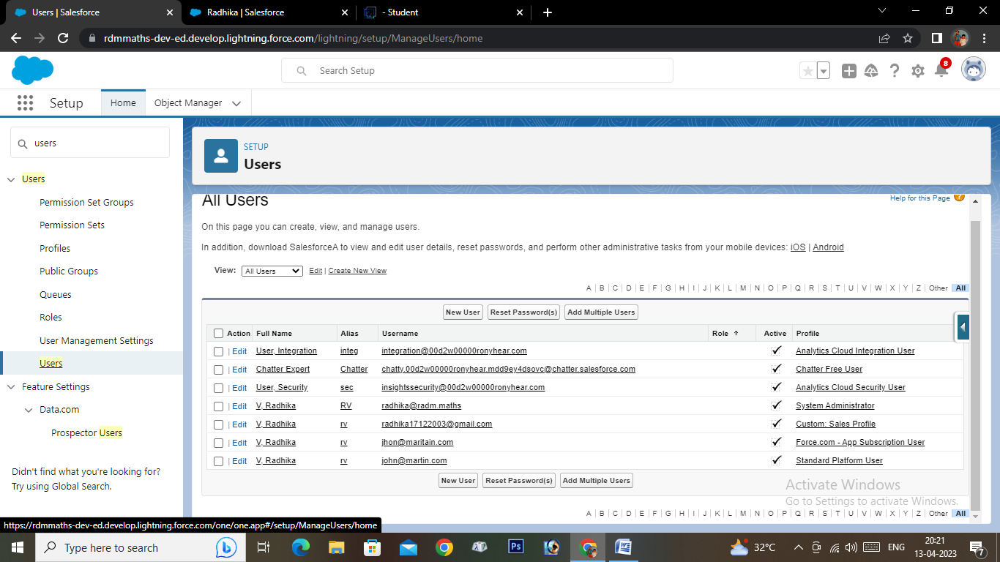 Users | Salesforce
Radhika | Salesforce
- Student
rdmmaths-dev-ed.develop.lightning.force.com/lightning/setup/ManageUsers/home
Search Setup
8
Setup
Home
Object Manager
users
Users
Permission Set Groups
Permission Sets
Profiles
Public Groups
Queues
Roles
User Management Settings
Users
Feature Settings
Data.com
Prospector Users
Didn't find what you're looking for?
Try using Global Search.
SETUP
Users
All Users
Help for this Page ?
On this page you can create, view, and manage users.
In addition, download SalesforceA to view and edit user details, reset passwords, and perform other administrative tasks from your mobile devices: iOS | Android
View: All Users Edit | Create New View
A | B | C | D | E | F | G | H | I | J | K | L | M | N | O | P | Q | R | S | T | U | V | W | X | Y | Z | Other | All
New User Reset Password(s) Add Multiple Users
Action Full Name Alias Username Role Active Profile
| Edit User, Integration integ integration@00d2w00000ronyhear.com Analytics Cloud Integration User
| Edit Chatter Expert Chatter chatty.00d2w00000ronyhear.mdd9ey4dsovc@chatter.salesforce.com Chatter Free User
| Edit User, Security sec insightssecurity@00d2w00000ronyhear.com Analytics Cloud Security User
| Edit V, Radhika RV radhika@radm.maths System Administrator
| Edit V, Radhika rv radhika17122003@gmail.com Custom: Sales Profile
| Edit V, Radhika rv jhon@maritain.com Force.com - App Subscription User
| Edit V, Radhika rv john@martin.com Standard Platform User
New User Reset Password(s) Add Multiple Users
Activate Windows
Go to Settings to activate Windows.
A | B | C | D | E | F | G | H | I | J | K | L | M | N | O | P | Q | R | S | T | U | V | W | X | Y | Z | Other | All
https://rdmmaths-dev-ed.develop.lightning.force.com/one/one.app#/setup/ManageUsers/home
Type here to search
Ps
32°C
ENG
20:21
13-04-2023
7